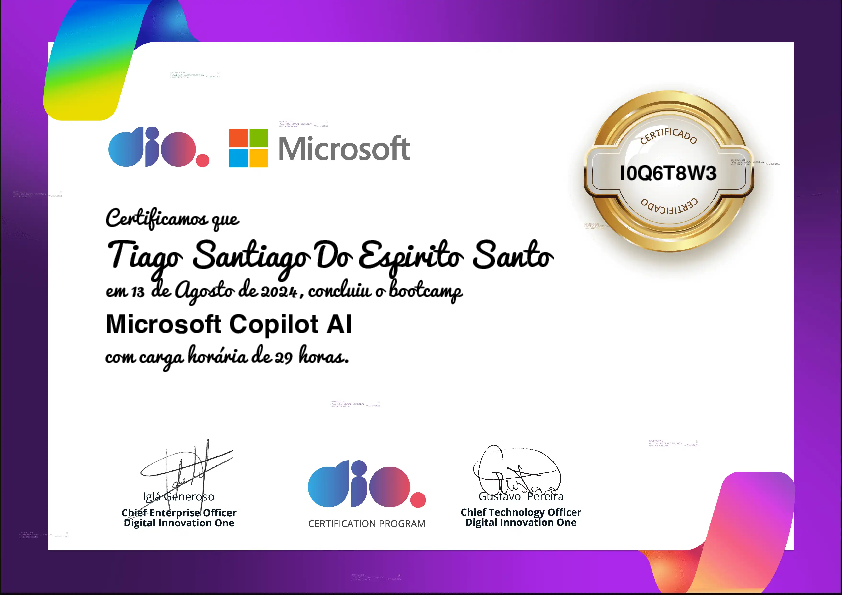 dio. Microsoft
CERTIFICADO
I0Q6T8W3
CERTIFICADO
Certificamos que
Tiago Santiago Do Espirito Santo
em 13 de Agosto de 2024, concluiu o bootcamp
Microsoft Copilot AI
com carga horária de 29 horas.
Iglá Generoso
Chief Enterprise Officer
Digital Innovation One
dio.
CERTIFICATION PROGRAM
Gustavo Pereira
Chief Technology Officer
Digital Innovation One